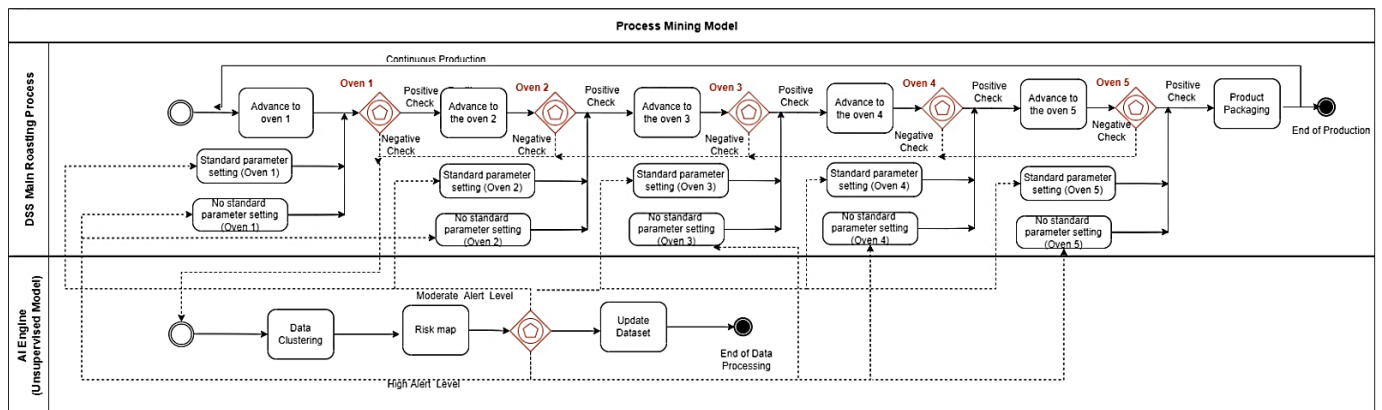 Process Mining Model
DSS Main Roasting Process
Continuous Production
Oven 1
Oven 2
Oven 3
Oven 4
Oven 5
Advance to
oven 1
Positive
Check
Advance to
the oven 2
Positive
Check
Advance to
the oven 3
Positive
Check
Advance to
the oven 4
Positive
Check
Advance to
the oven 5
Positive
Check
Product
Packaging
End of Production
Negative
Check
Negative
Check
Negative
Check
Negative
Check
Negative
Check
Standard parameter
setting (Oven 1)
Standard parameter
setting (Oven 2)
Standard parameter
setting (Oven 3)
Standard parameter
setting (Oven 4)
Standard parameter
setting (Oven 5)
No standard
parameter setting
(Oven 1)
No standard
parameter setting
(Oven 2)
No standard
parameter setting
(Oven 3)
No standard
parameter setting
(Oven 4)
No standard
parameter setting
(Oven 5)
AI Engine
(Unsupervised Model)
Moderate Alert Level
Data
Clustering
Risk map
Update
Dataset
End of Data
Processing
High Alert Level